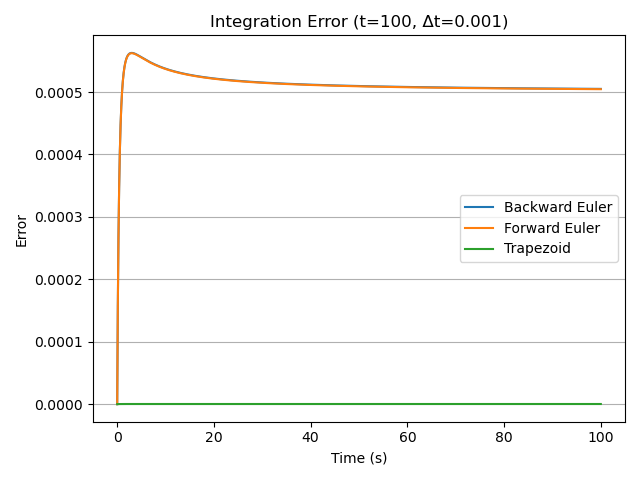 Integration Error (t=100, Δt=0.001)
Error
0.0005
0.0004
0.0003
0.0002
0.0001
0.0000
Backward Euler
Forward Euler
Trapezoid
0 20 40 60 80 100
Time (s)